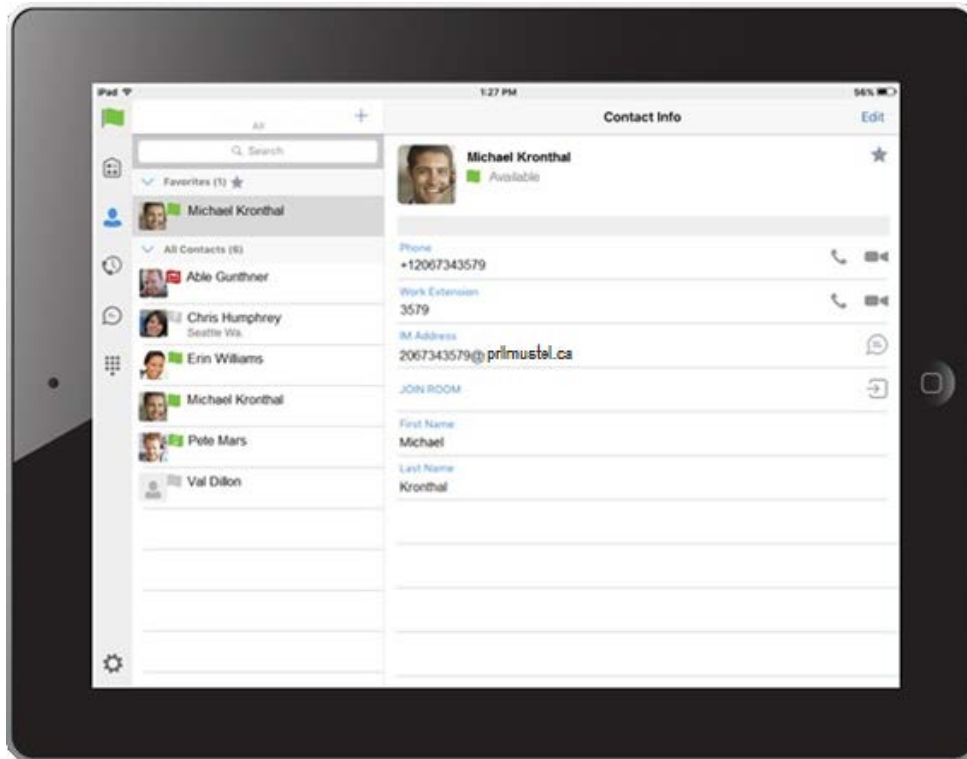 iPad
1:27 PM
56%
All
+
Contact Info
Edit
Search
Favorites (1)
Michael Kronthal
All Contacts (6)
Able Gunthner
Chris Humphrey
Seattle Wa.
Erin Williams
Michael Kronthal
Pete Mars
Val Dillon
Michael Kronthal
Available
Phone
+12067343579
Work Extension
3579
IM Address
2067343579@primustel.ca
JOIN ROOM
First Name
Michael
Last Name
Kronthal